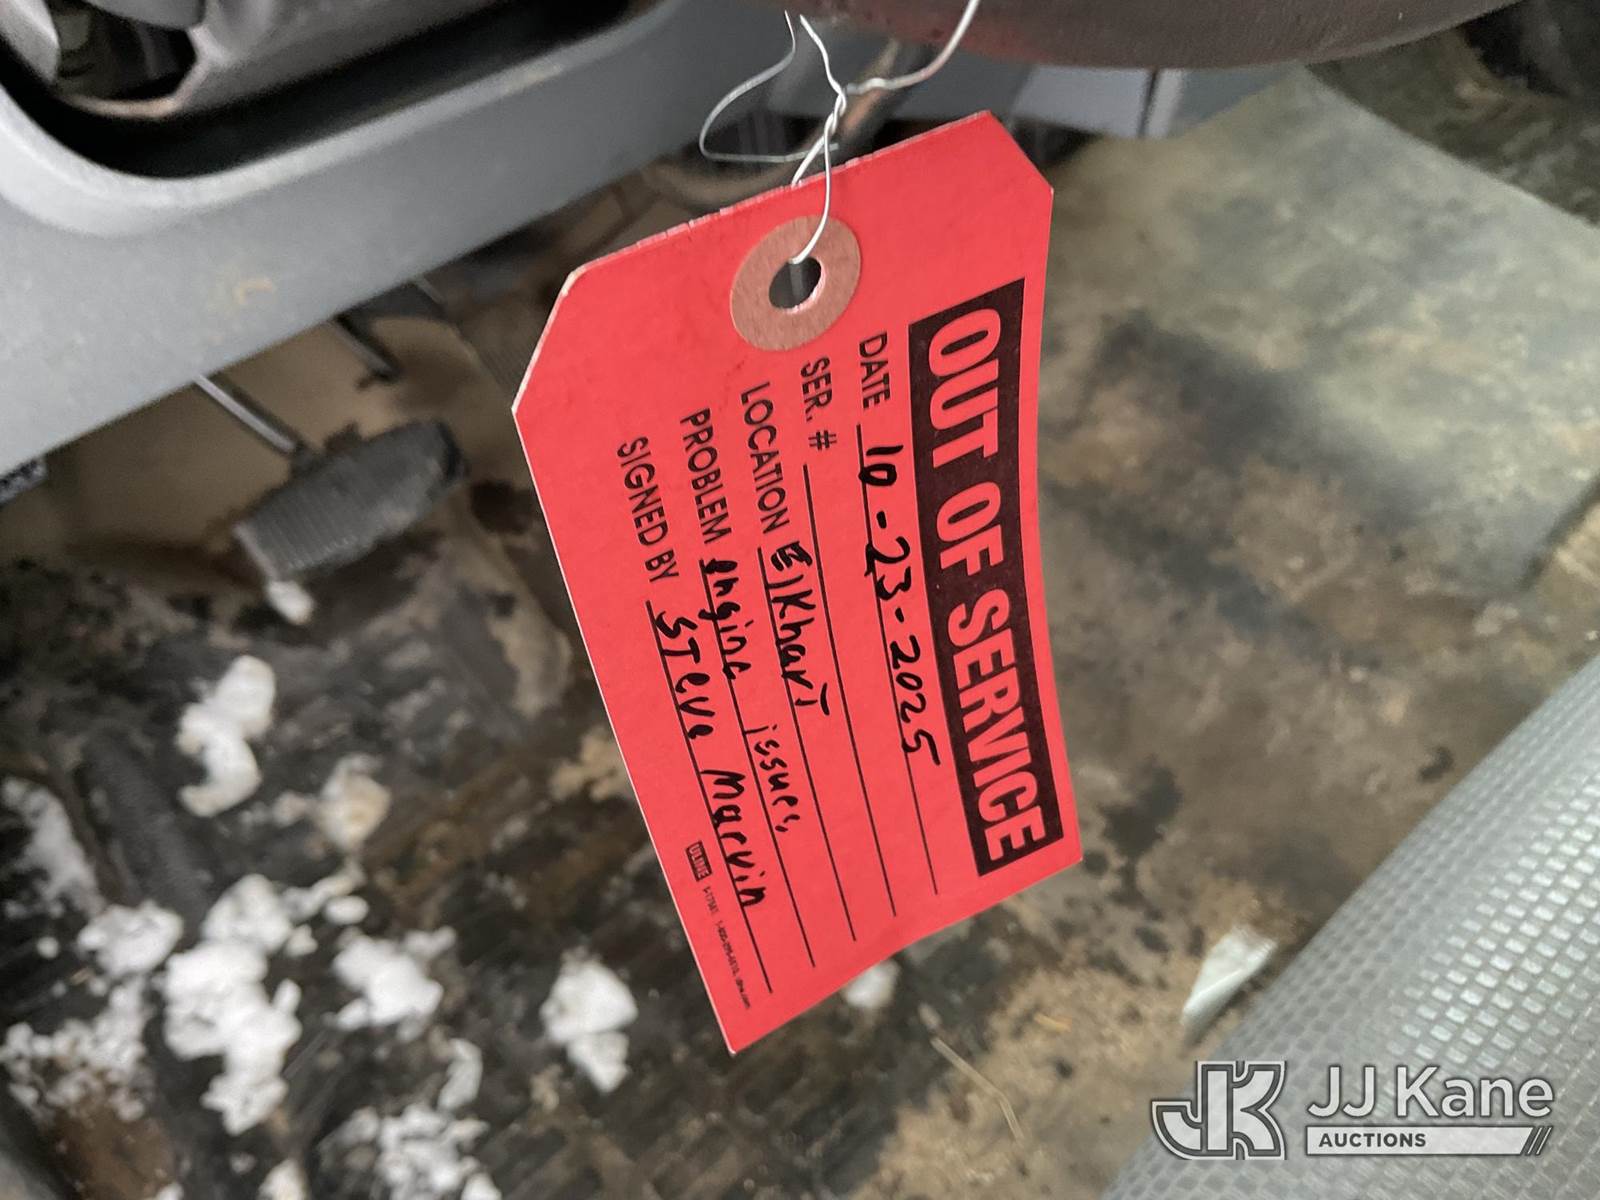 OUT OF SERVICE
DATE 10-23-2025
SER. #
LOCATION ElKharT
PROBLEM engine issues
SIGNED BY STeve Marvin
ULINE
JJ Kane
AUCTIONS